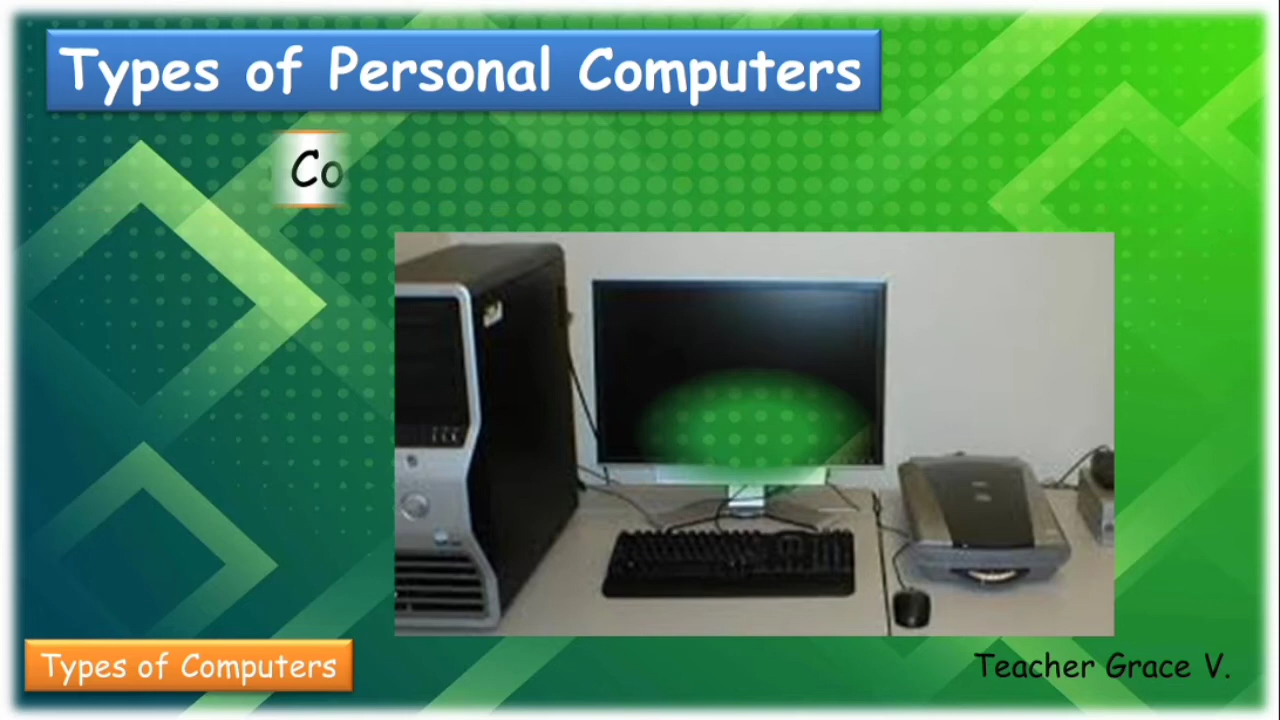 Types of Personal Computers
Co
Types of Computers
Teacher Grace V.